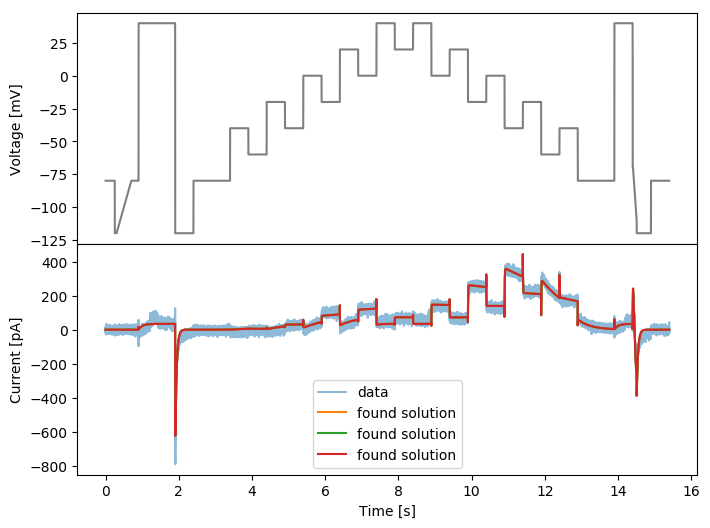 Voltage [mV]
25
0
−25
−50
−75
−100
−125
Current [pA]
400
200
0
−200
−400
−600
−800
data
found solution
found solution
found solution
0 2 4 6 8 10 12 14 16
Time [s]